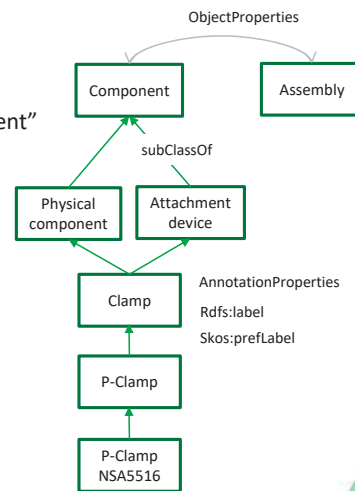 ObjectProperties
Component
Assembly
ent”
subClassOf
Physical
component
Attachment
device
Clamp
AnnotationProperties
Rdfs:label
Skos:prefLabel
P-Clamp
P-Clamp
NSA5516